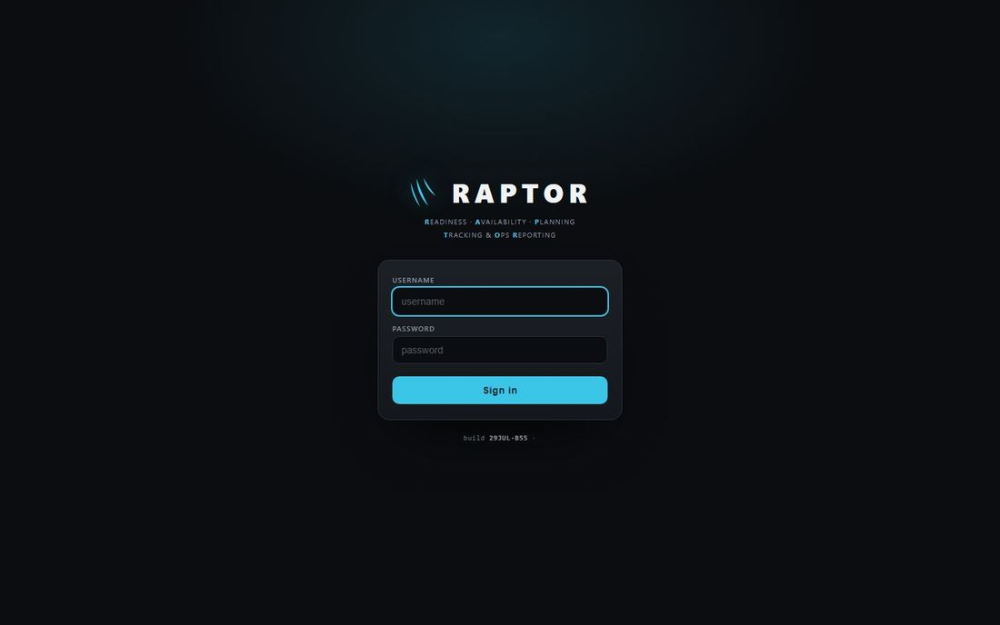 RAPTOR
READINESS · AVAILABILITY · PLANNING
TRACKING & OPS REPORTING
USERNAME
username
PASSWORD
password
Sign in
build 29JUL-B55 ·